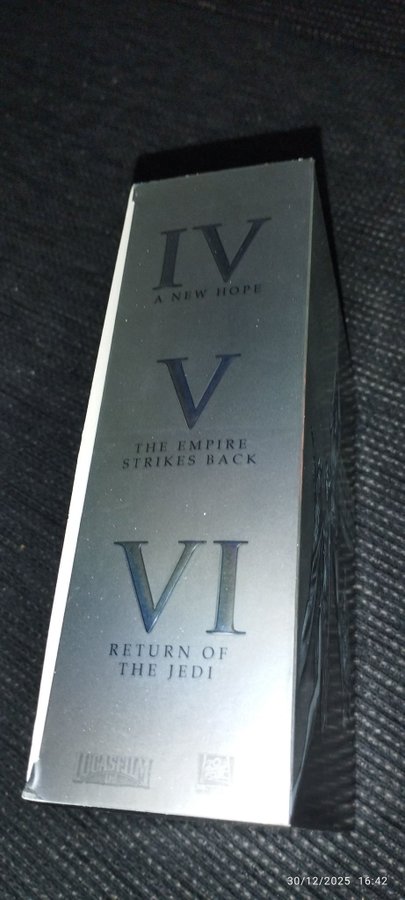 IV
A NEW HOPE
V
THE EMPIRE
STRIKES BACK
VI
RETURN OF
THE JEDI
LUCASFILM
30/12/2025 16:42